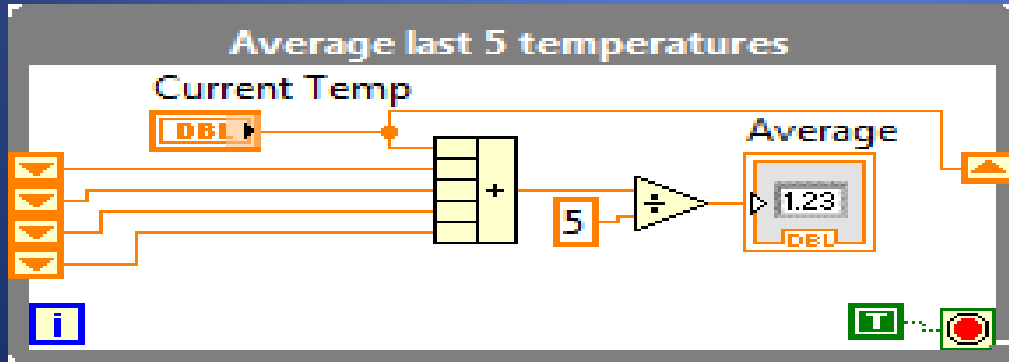 Average last 5 temperatures
Current Temp
DBL
Average
+
÷
5
1.23
DBL
i
T